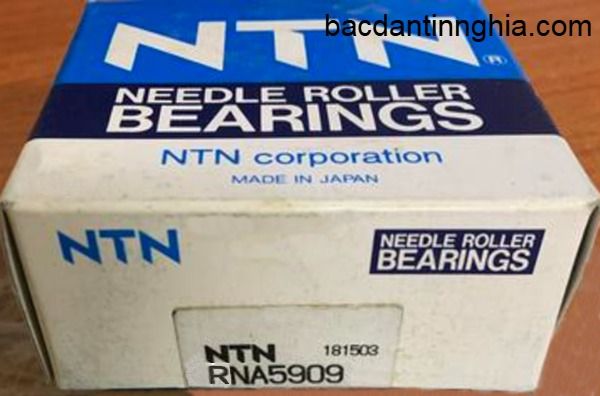 bacdantinnghia.com
NTN®
NEEDLE ROLLER
BEARINGS
NTN corporation
MADE IN JAPAN
NTN
NEEDLE ROLLER
BEARINGS
NTN 181503
RNA5909